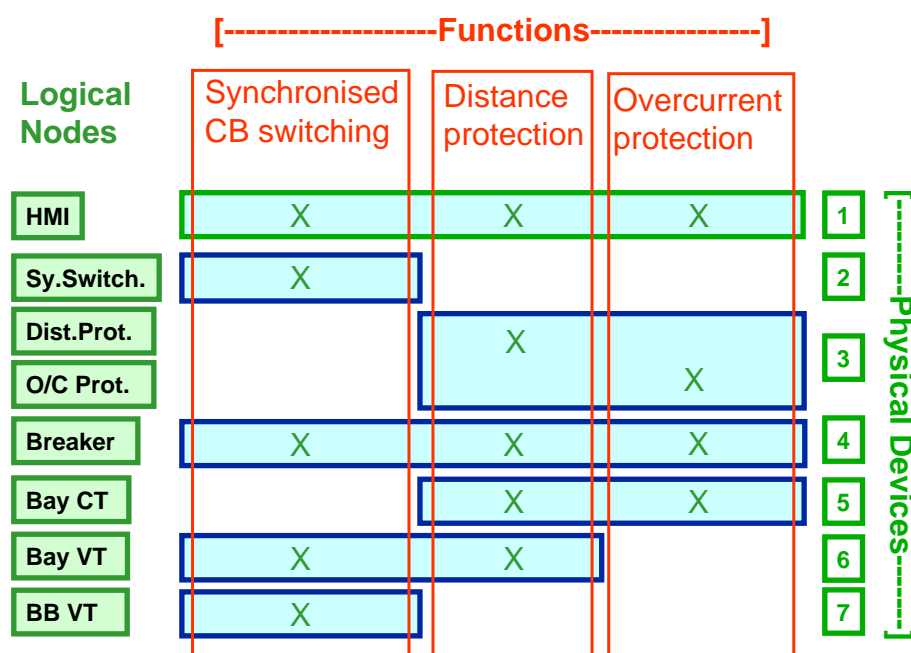 [--------------------Functions----------------]
Logical
Nodes
Synchronised
CB switching
Distance
protection
Overcurrent
protection
HMI X X X 1
Sy.Switch. X 2
Dist.Prot. X
3
O/C Prot. X
Breaker X X X 4
Bay CT X X 5
Bay VT X X 6
BB VT X 7
[---------Physical Devices-------]